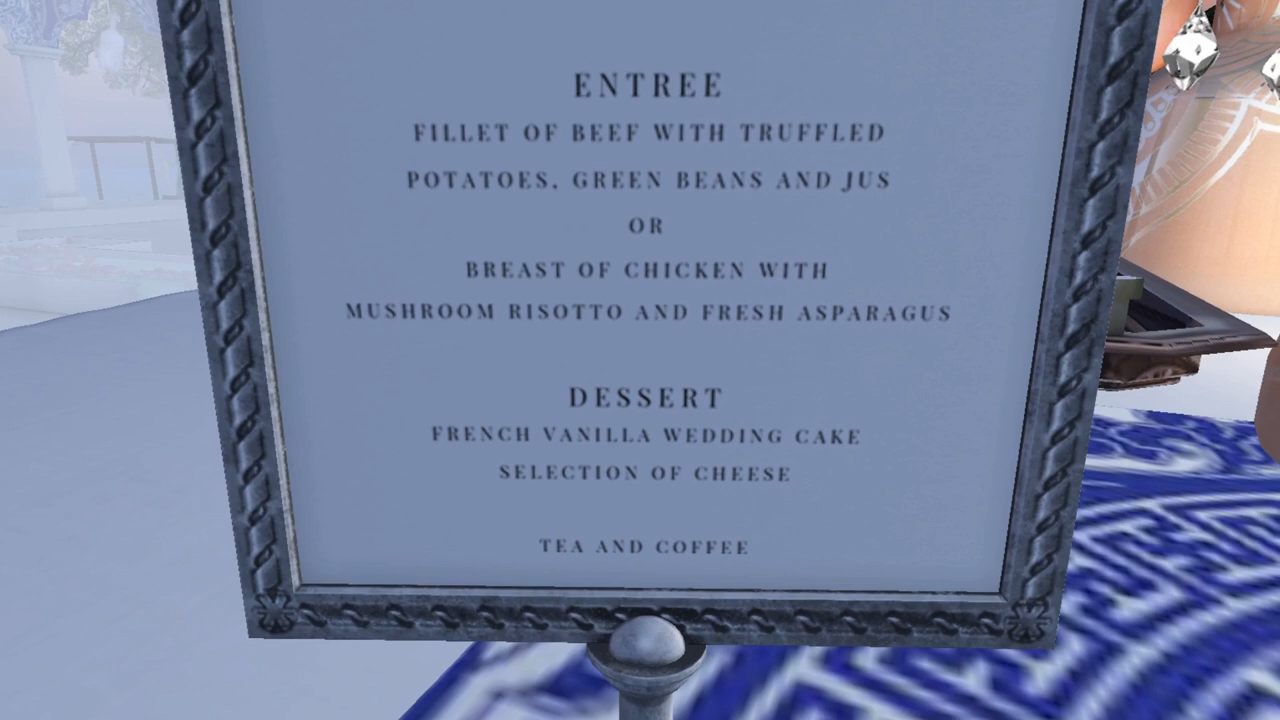 ENTREE
FILLET OF BEEF WITH TRUFFLED
POTATOES, GREEN BEANS AND JUS
OR
BREAST OF CHICKEN WITH
MUSHROOM RISOTTO AND FRESH ASPARAGUS
DESSERT
FRENCH VANILLA WEDDING CAKE
SELECTION OF CHEESE
TEA AND COFFEE